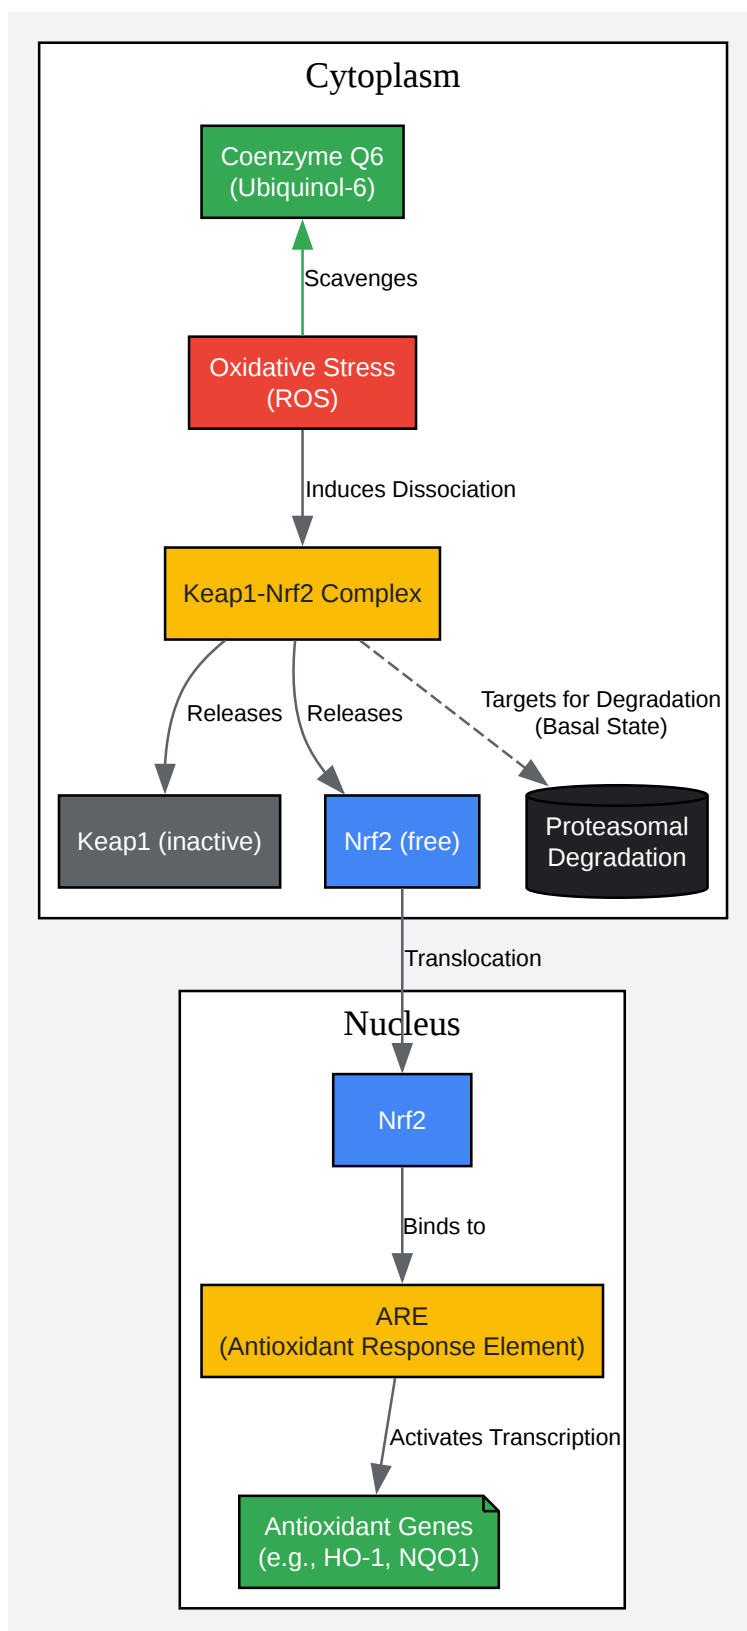 Cytoplasm
Coenzyme Q6
(Ubiquinol-6)
Scavenges
Oxidative Stress
(ROS)
Induces Dissociation
Keap1-Nrf2 Complex
Targets for Degradation
(Basal State)
Releases
Releases
Keap1 (inactive)
Nrf2 (free)
Proteasomal
Degradation
Translocation
Nucleus
Nrf2
Binds to
ARE
(Antioxidant Response Element)
Activates Transcription
Antioxidant Genes
(e.g., HO-1, NQO1)